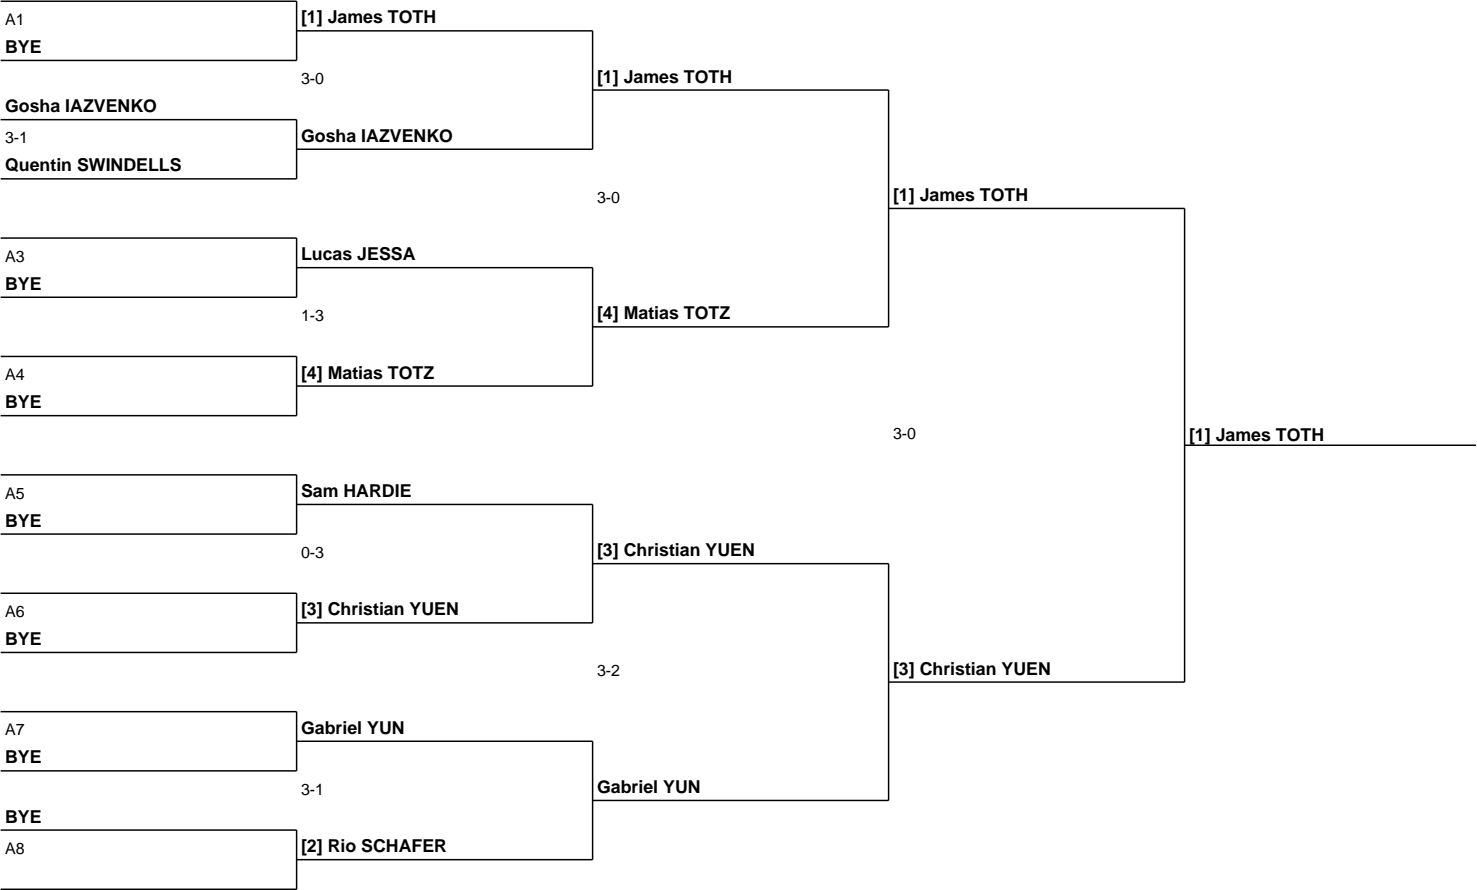 A1
BYE
[1] James TOTH
3-0
Gosha IAZVENKO
3-1
Quentin SWINDELLS
Gosha IAZVENKO
[1] James TOTH
3-0
A3
BYE
Lucas JESSA
1-3
A4
BYE
[4] Matias TOTZ
[4] Matias TOTZ
[1] James TOTH
3-0
[1] James TOTH
A5
BYE
Sam HARDIE
0-3
A6
BYE
[3] Christian YUEN
[3] Christian YUEN
3-2
[3] Christian YUEN
A7
BYE
Gabriel YUN
3-1
BYE
A8
[2] Rio SCHAFER
Gabriel YUN